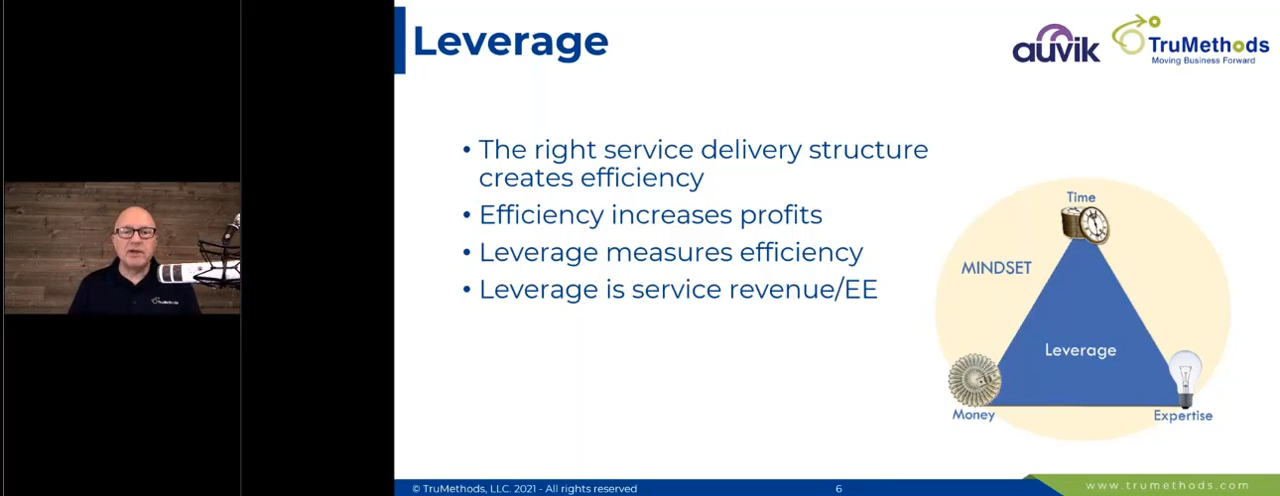 Leverage
auvik
TruMethods
Moving Business Forward
• The right service delivery structure
creates efficiency
• Efficiency increases profits
• Leverage measures efficiency
• Leverage is service revenue/EE
Time
MINDSET
Leverage
Money
Expertise
© TruMethods, LLC. 2021 - All rights reserved
6
www.trumethods.com